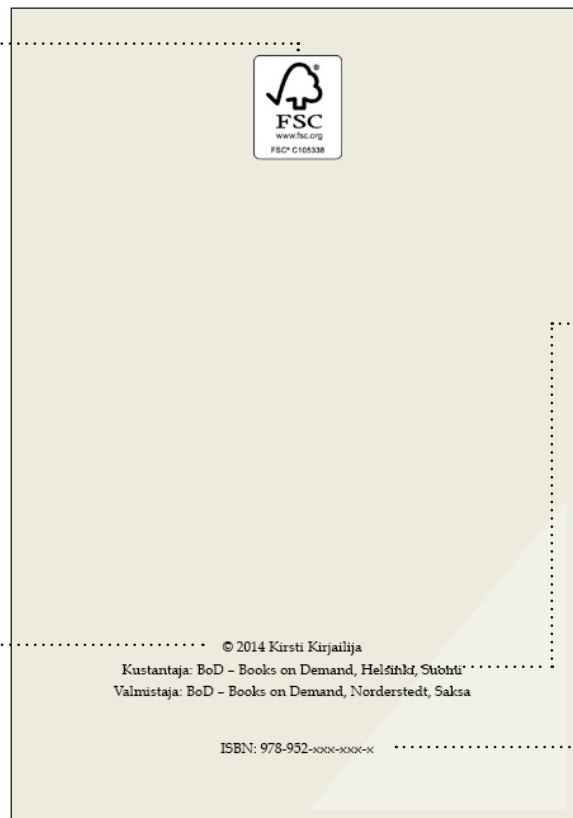 FSC
www.fsc.org
FSC® C105338
© 2014 Kirsti Kirjailija
Kustantaja: BoD – Books on Demand, Helsinki, Suomi
Valmistaja: BoD – Books on Demand, Norderstedt, Saksa
ISBN: 978-952-xxx-xxx-x